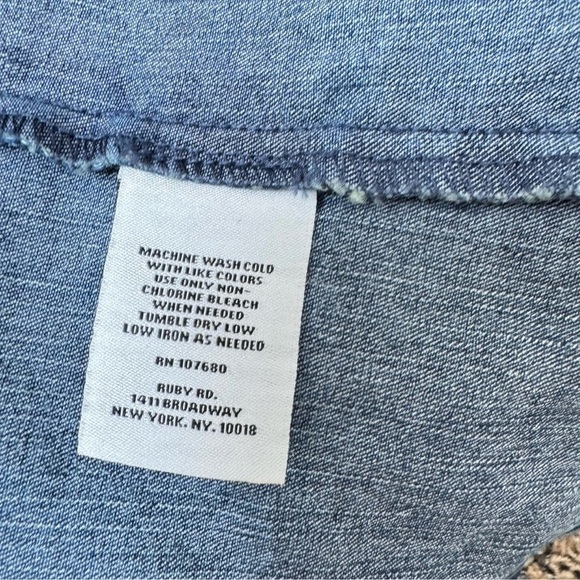 MACHINE WASH COLD
WITH LIKE COLORS
USE ONLY NON-
CHLORINE BLEACH
WHEN NEEDED
TUMBLE DRY LOW
LOW IRON AS NEEDED
RN 107680
RUBY RD.
1411 BROADWAY
NEW YORK. NY. 10018